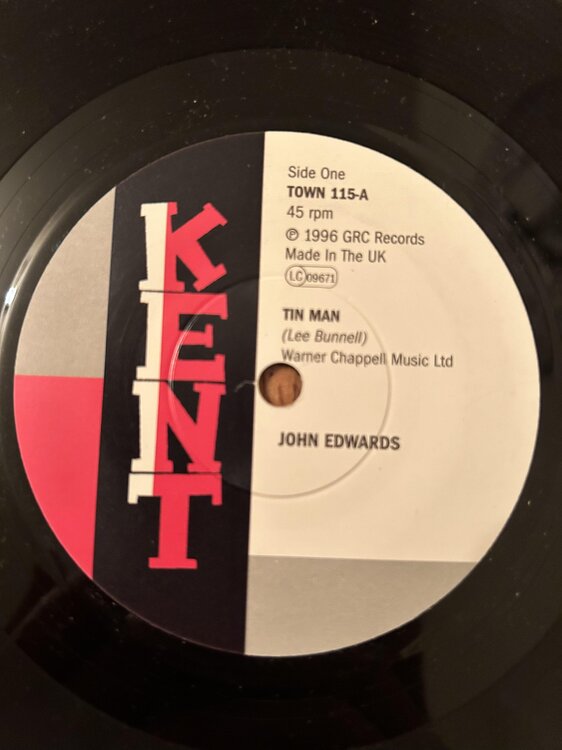 KENT
Side One
TOWN 115-A
45 rpm
℗ 1996 GRC Records
Made In The UK
LC 09671
TIN MAN
(Lee Bunnell)
Warner Chappell Music Ltd
JOHN EDWARDS